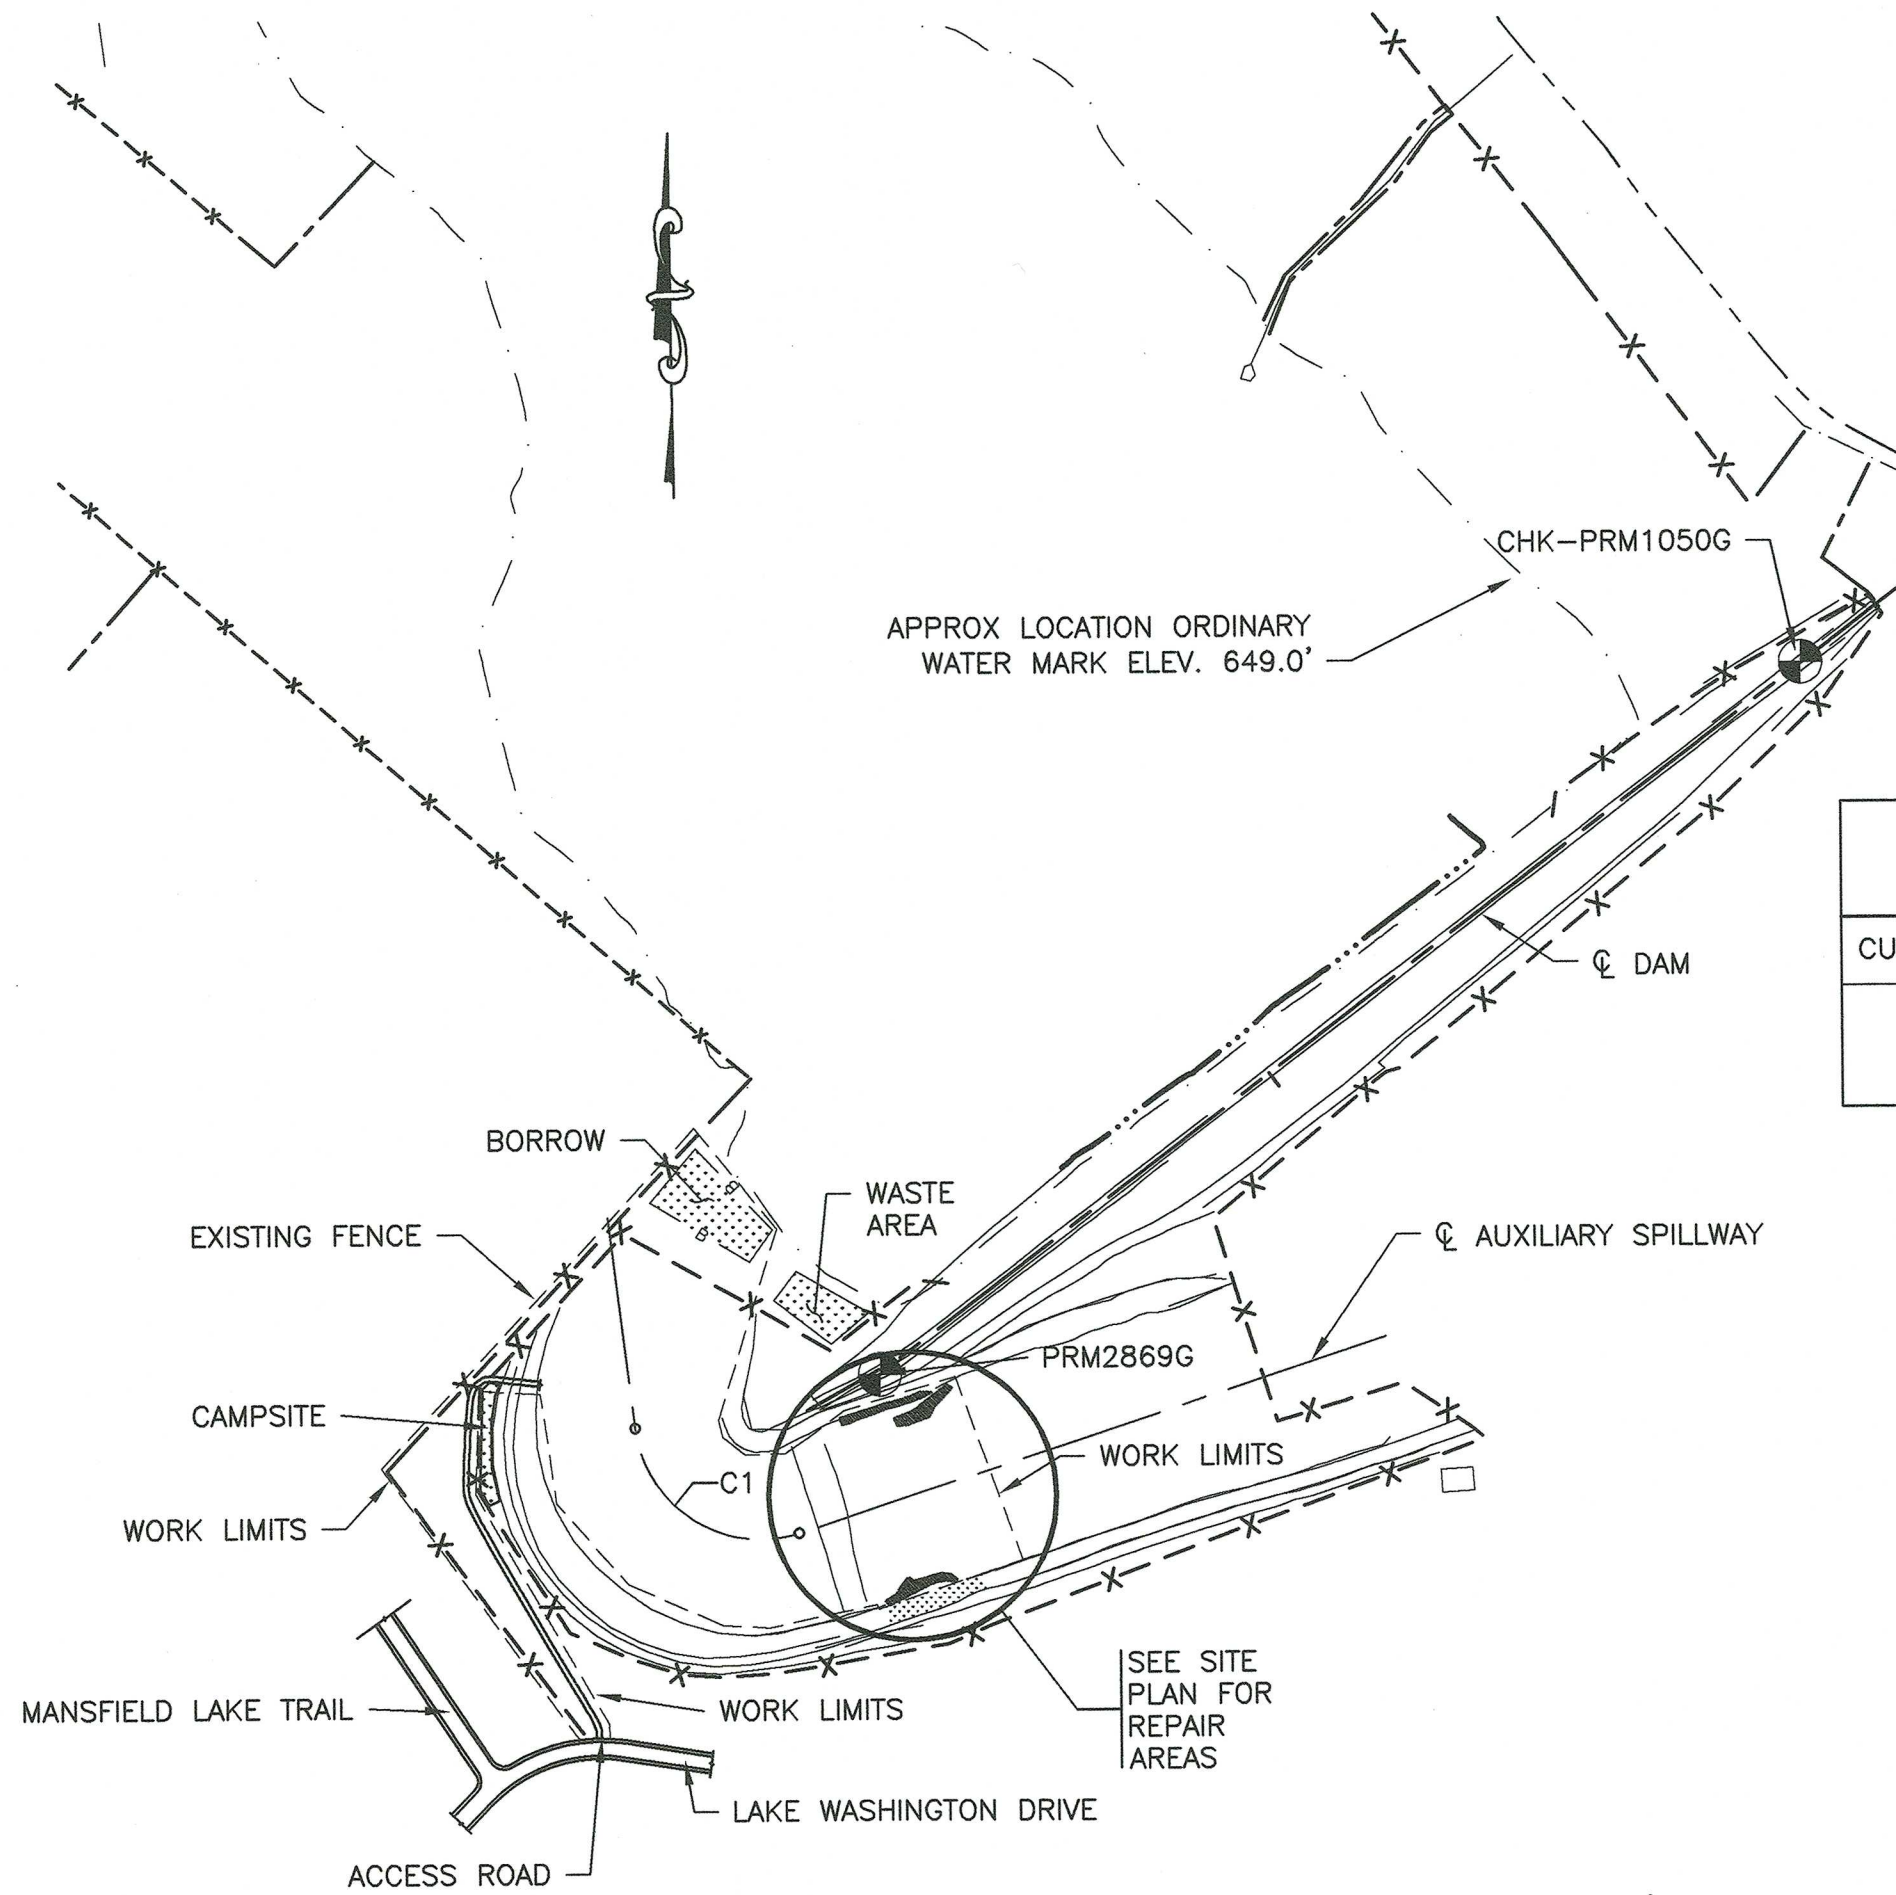 CHK-PRM1050G
APPROX LOCATION ORDINARY
WATER MARK ELEV. 649.0'
CU
℄ DAM
BORROW
B
B
WASTE
AREA
EXISTING FENCE
℄ AUXILIARY SPILLWAY
PRM2869G
CAMPSITE
WORK LIMITS
C1
WORK LIMITS
SEE SITE
PLAN FOR
REPAIR
AREAS
MANSFIELD LAKE TRAIL
WORK LIMITS
LAKE WASHINGTON DRIVE
ACCESS ROAD